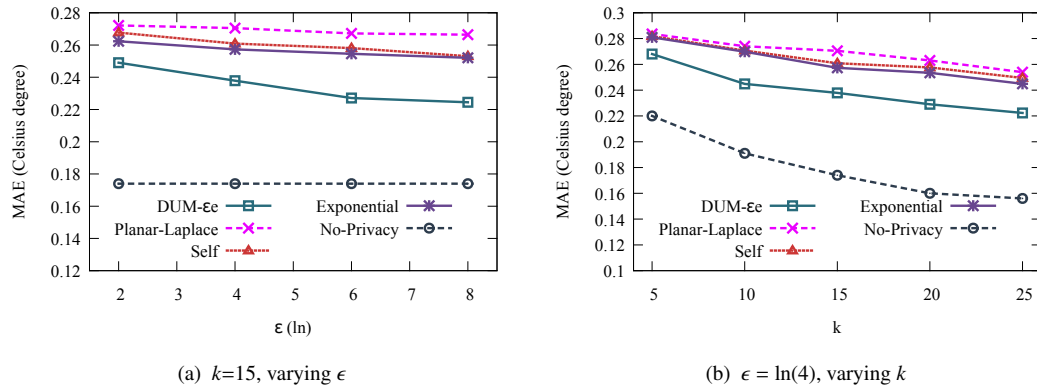 0.28
0.26
0.24
0.22
0.2
0.18
0.16
0.14
0.12
MAE (Celsius degree)
DUM-εe
Planar-Laplace
Self
Exponential
No-Privacy
2 3 4 5 6 7 8
ε (ln)
(a) k=15, varying ϵ
0.3
0.28
0.26
0.24
0.22
0.2
0.18
0.16
0.14
0.12
0.1
MAE (Celsius degree)
DUM-εe
Planar-Laplace
Self
Exponential
No-Privacy
5 10 15 20 25
k
(b) ϵ = ln(4), varying k